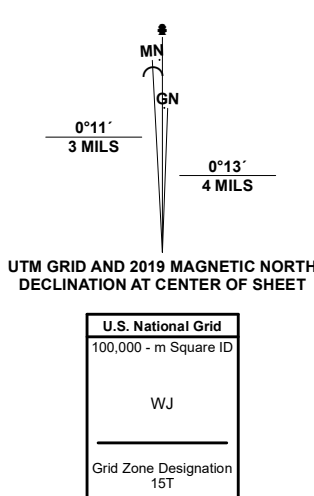 MN
GN
0°11´
3 MILS
0°13´
4 MILS
UTM GRID AND 2019 MAGNETIC NORTH
DECLINATION AT CENTER OF SHEET
U.S. National Grid
100,000 - m Square ID
WJ
Grid Zone Designation
15T